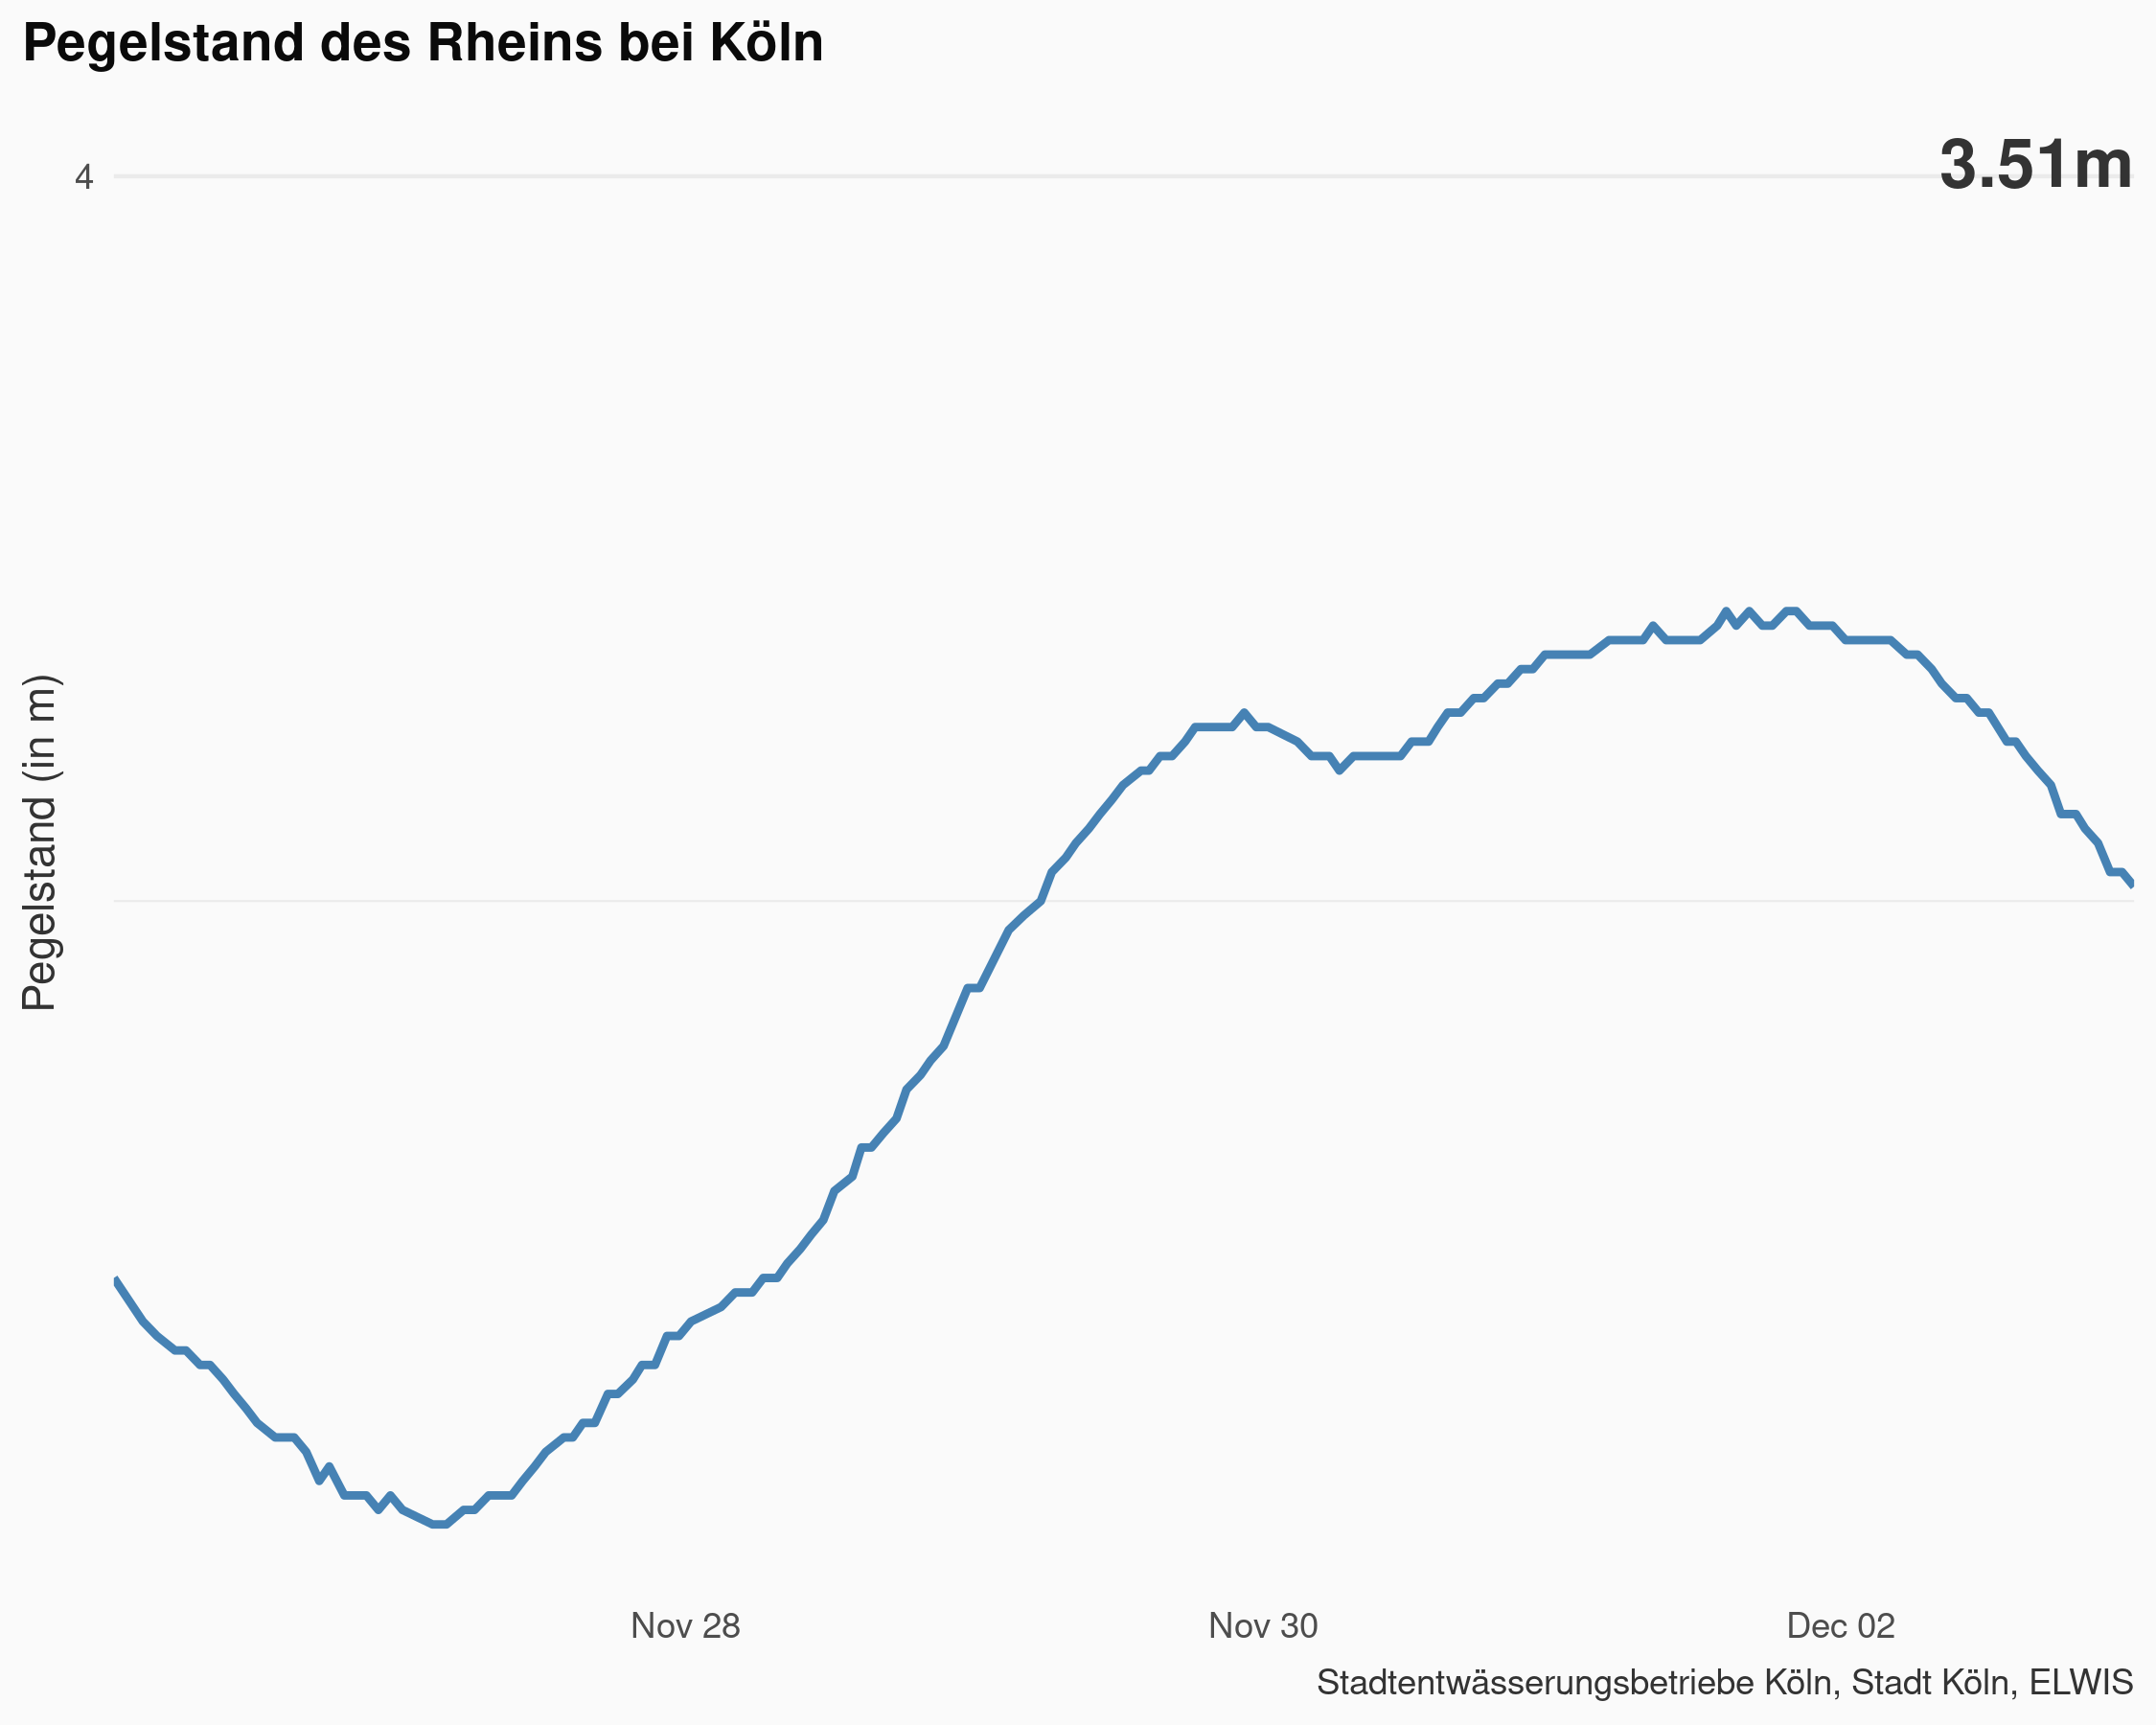 Pegelstand des Rheins bei Köln
3.51m
4
Pegelstand (in m)
Nov 28
Nov 30
Dec 02
Stadtentwässerungsbetriebe Köln, Stadt Köln, ELWIS